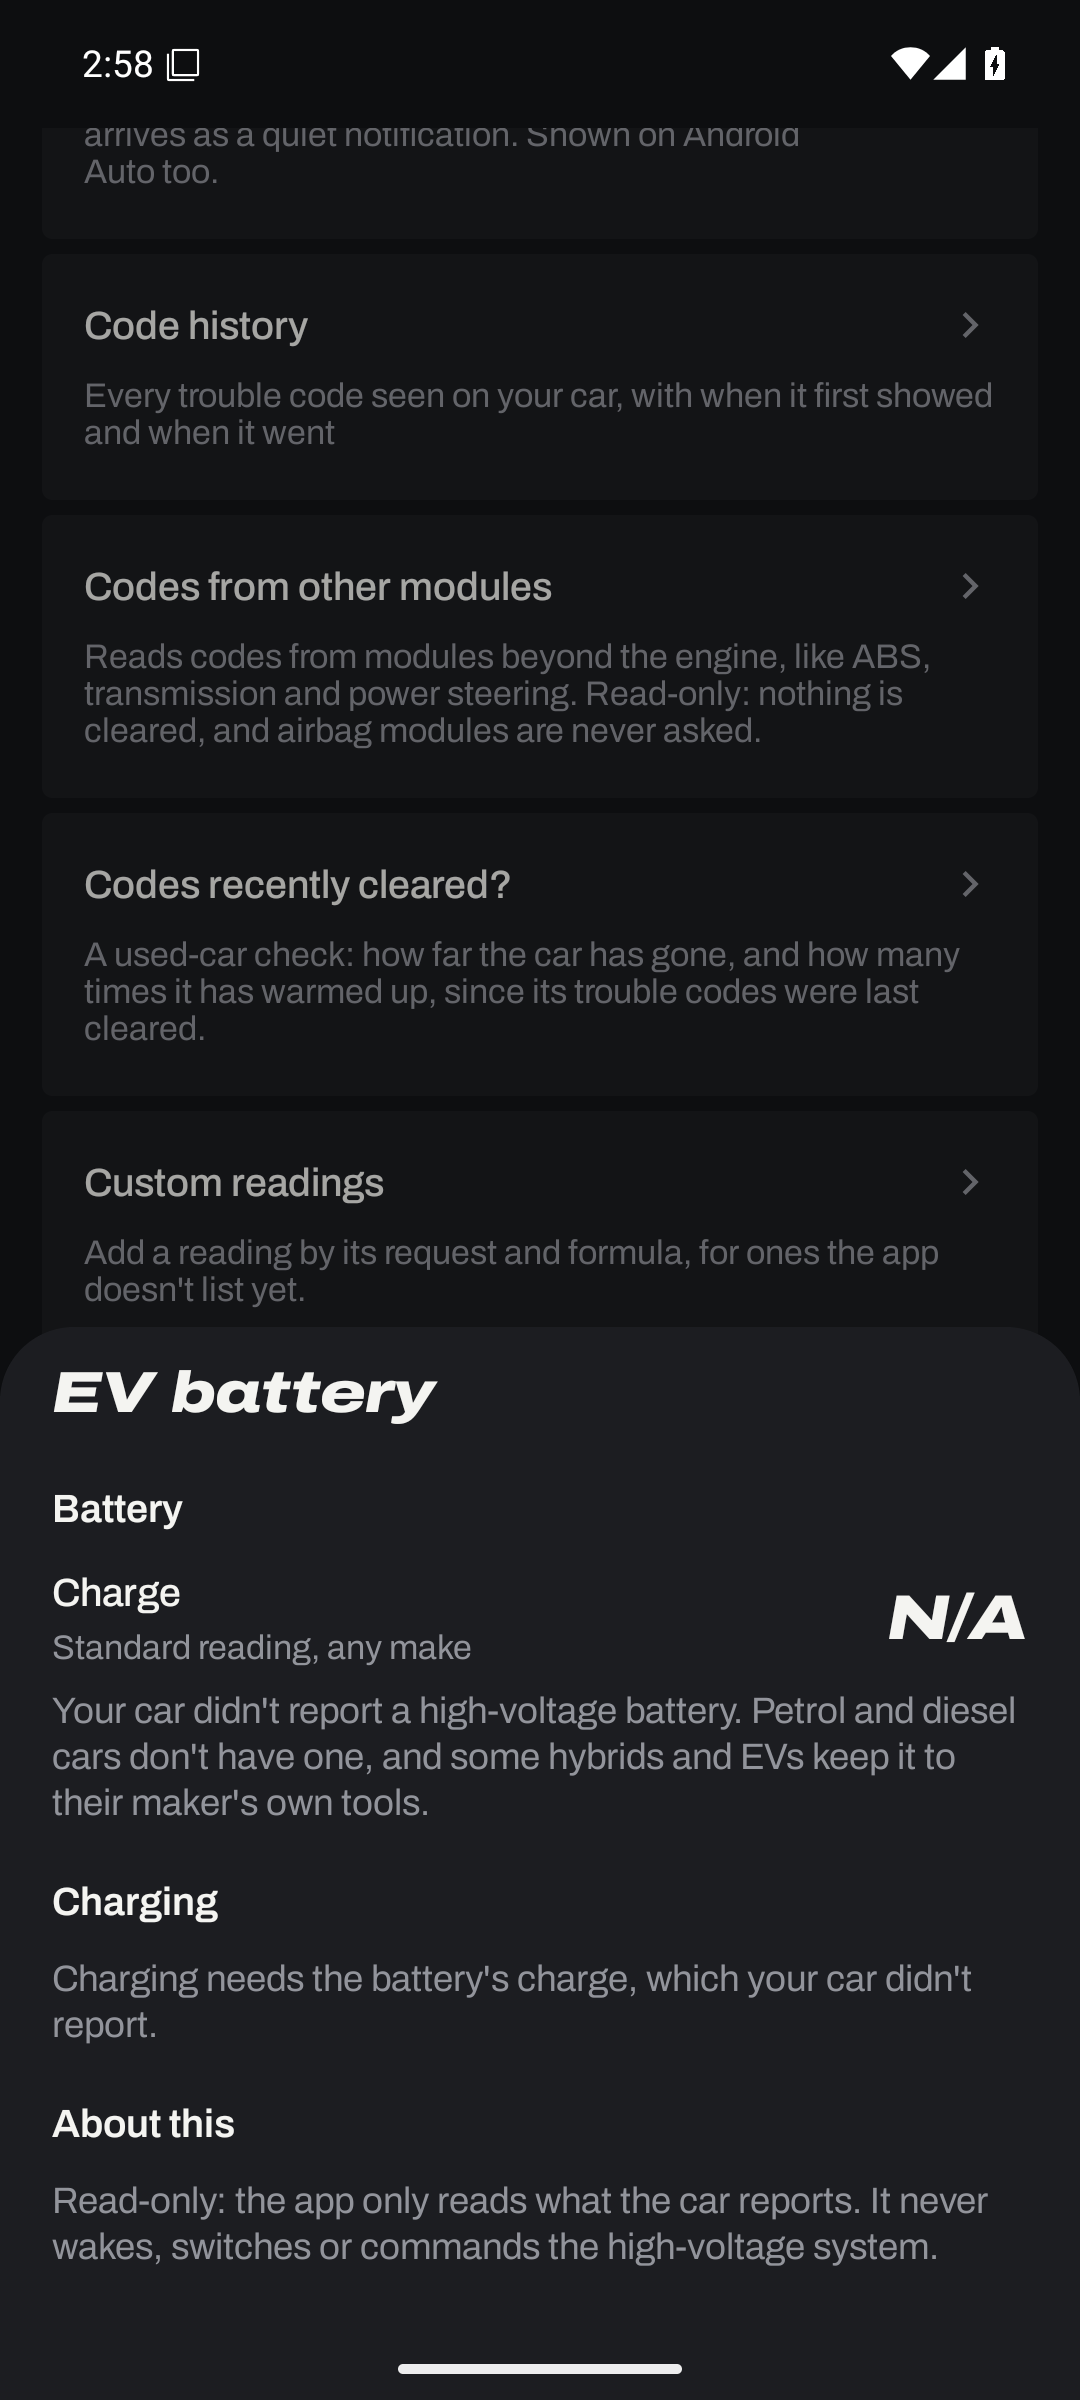 2:58
arrives as a quiet notification. Shown on Android
Auto too.
Code history
Every trouble code seen on your car, with when it first showed
and when it went
Codes from other modules
Reads codes from modules beyond the engine, like ABS,
transmission and power steering. Read-only: nothing is
cleared, and airbag modules are never asked.
Codes recently cleared?
A used-car check: how far the car has gone, and how many
times it has warmed up, since its trouble codes were last
cleared.
Custom readings
Add a reading by its request and formula, for ones the app
doesn't list yet.
EV battery
Battery
Charge
N/A
Standard reading, any make
Your car didn't report a high-voltage battery. Petrol and diesel
cars don't have one, and some hybrids and EVs keep it to
their maker's own tools.
Charging
Charging needs the battery's charge, which your car didn't
report.
About this
Read-only: the app only reads what the car reports. It never
wakes, switches or commands the high-voltage system.